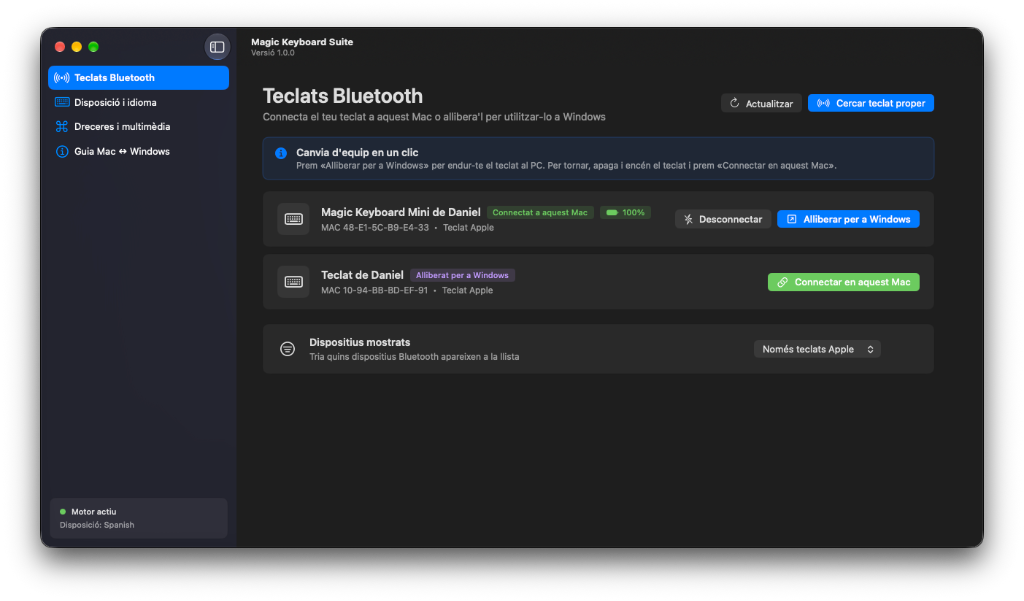 Magic Keyboard Suite
Versió 1.0.0
Teclats Bluetooth
Disposició i idioma
Dreceres i multimèdia
Guia Mac ↔ Windows
Motor actiu
Disposició: Spanish
Teclats Bluetooth
Connecta el teu teclat a aquest Mac o allibera'l per utilitzar-lo a Windows
Actualitzar
Cercar teclat proper
Canvia d'equip en un clic
Prem «Alliberar per a Windows» per endur-te el teclat al PC. Per tornar, apaga i encén el teclat i prem «Connectar en aquest Mac».
Magic Keyboard Mini de Daniel Connectat a aquest Mac 100%
MAC 48-E1-5C-B9-E4-33 • Teclat Apple
Desconnectar
Alliberar per a Windows
Teclat de Daniel Alliberat per a Windows
MAC 10-94-BB-BD-EF-91 • Teclat Apple
Connectar en aquest Mac
Dispositius mostrats
Tria quins dispositius Bluetooth apareixen a la llista
Només teclats Apple